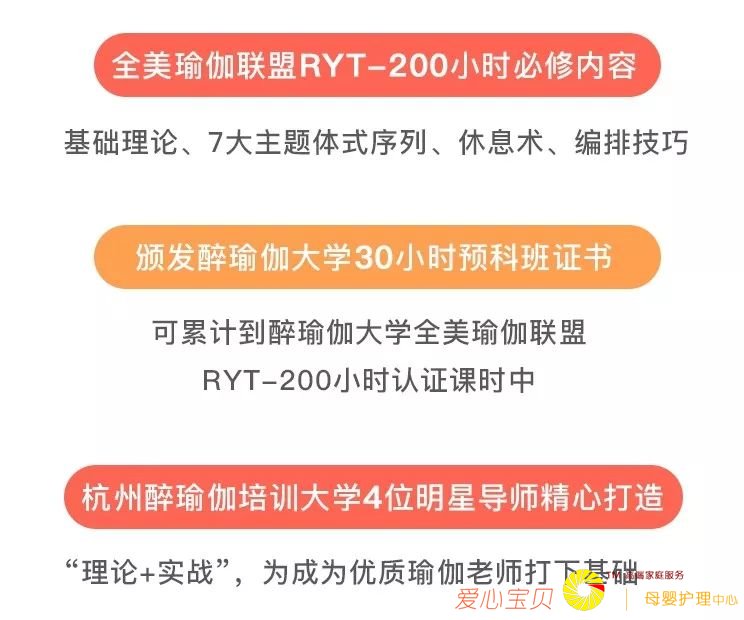 全美瑜伽联盟RYT-200小时必修内容
基础理论、7大主题体式序列、休息术、编排技巧
颁发醉瑜伽大学30小时预科班证书
可累计到醉瑜伽大学全美瑜伽联盟
RYT-200小时认证课时中
杭州醉瑜伽培训大学4位明星导师精心打造
“理论+实战”，为成为优质瑜伽老师打下基础
爱心宝贝
高端家庭服务
母婴护理中心